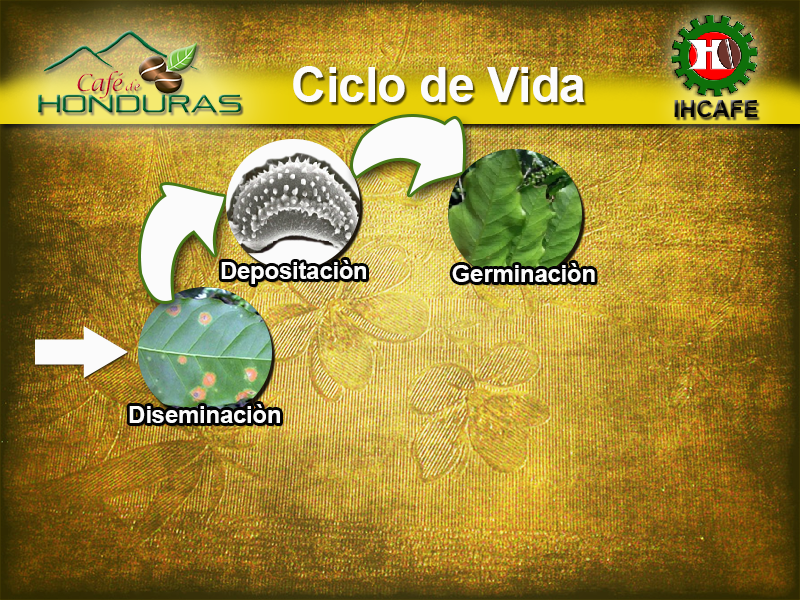 Café de
HONDURAS
Ciclo de Vida
H
IHCAFE
Depositaciòn
Germinaciòn
Diseminaciòn